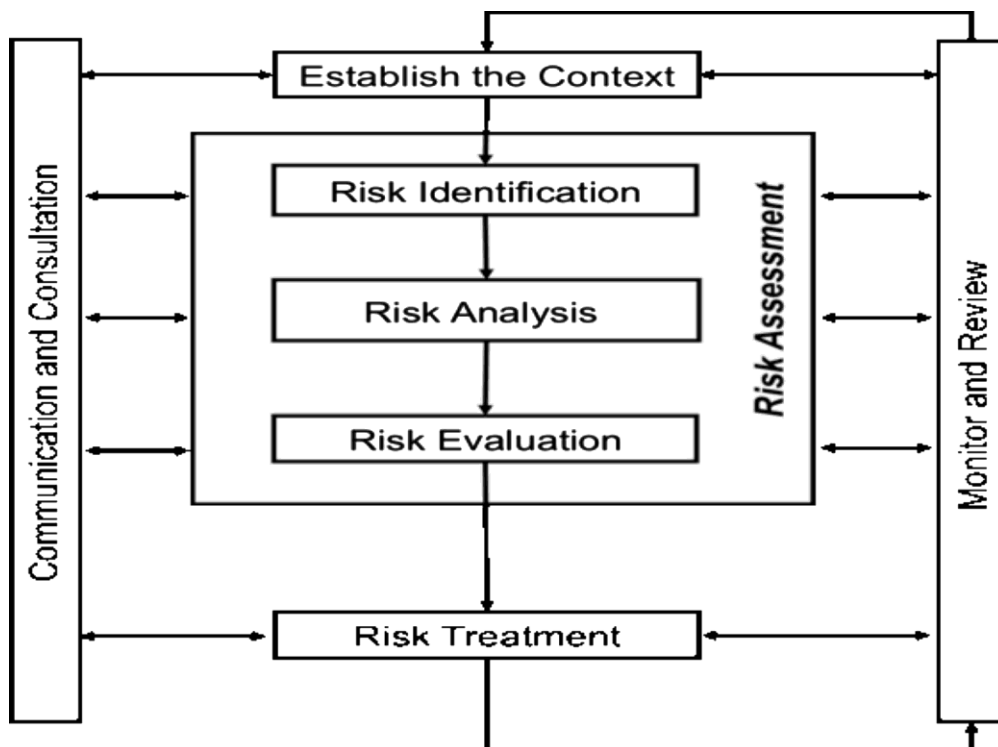 Establish the Context
Communication and Consultation
Risk Identification
Risk Analysis
Risk Evaluation
Risk Assessment
Monitor and Review
Risk Treatment